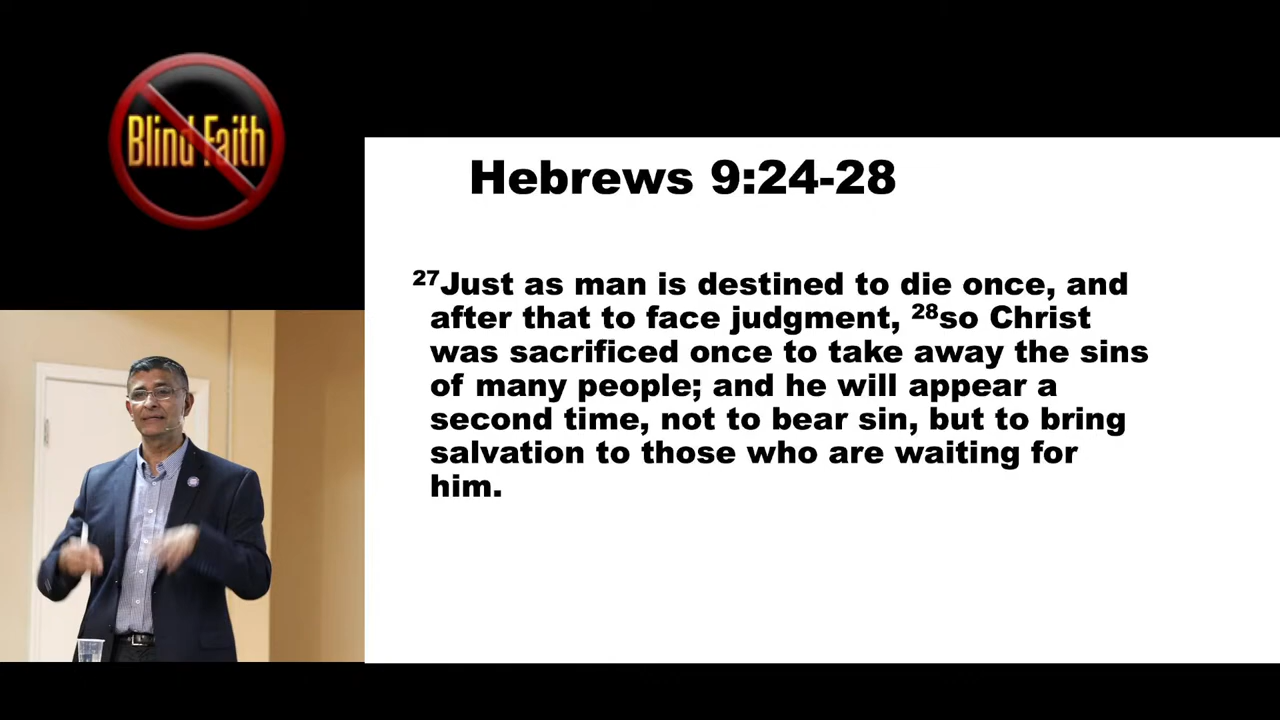 Blind Faith
Hebrews 9:24-28
27Just as man is destined to die once, and
after that to face judgment, 28so Christ
was sacrificed once to take away the sins
of many people; and he will appear a
second time, not to bear sin, but to bring
salvation to those who are waiting for
him.